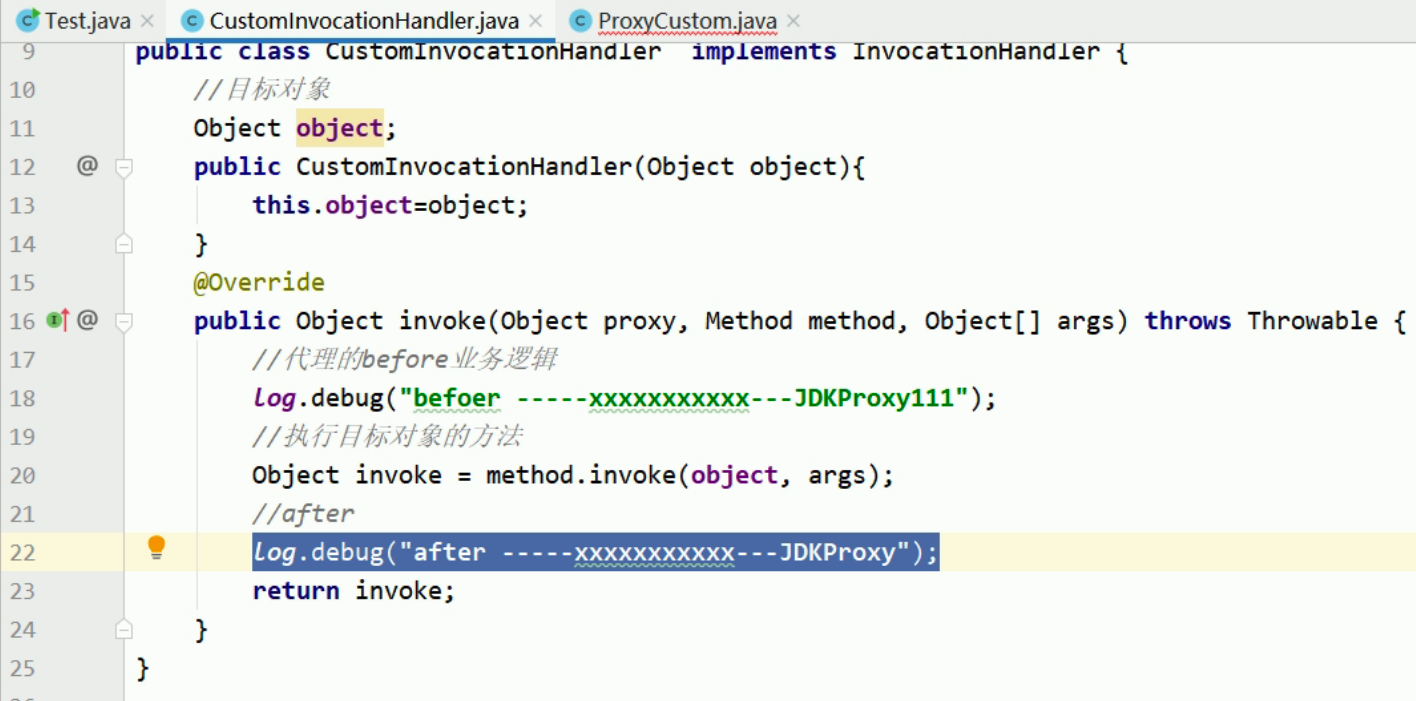 Test.java CustomInvocationHandler.java ProxyCustom.java
9 public class CustomInvocationHandler  implements InvocationHandler {
10 //目标对象
11 Object object;
12 @ public CustomInvocationHandler(Object object){
13 this.object=object;
14 }
15 @Override
16 @ public Object invoke(Object proxy, Method method, Object[] args) throws Throwable {
17 //代理的before业务逻辑
18 log.debug("befoer -----xxxxxxxxxxx---JDKProxy111");
19 //执行目标对象的方法
20 Object invoke = method.invoke(object, args);
21 //after
22 log.debug("after -----xxxxxxxxxxx---JDKProxy");
23 return invoke;
24 }
25 }